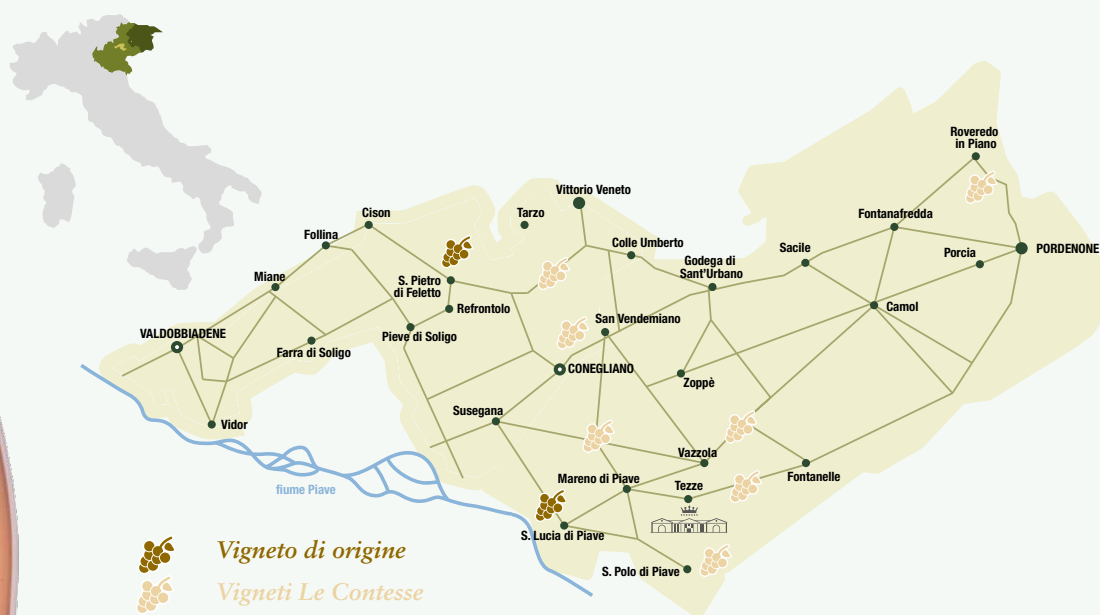 Roveredo
in Piano
Vittorio Veneto
Cison
Tarzo
Fontanafredda
Follina
Colle Umberto
Sacile
PORDENONE
Porcia
Godega di
Sant'Urbano
Miane
S. Pietro
di Feletto
Refrontolo
Camol
San Vendemiano
VALDOBBIADENE
Pieve di Soligo
Farra di Soligo
CONEGLIANO
Zoppè
Susegana
Vidor
Vazzola
Mareno di Piave
Tezze
Fontanelle
fiume Piave
S. Lucia di Piave
S. Polo di Piave
Vigneto di origine
Vigneti Le Contesse